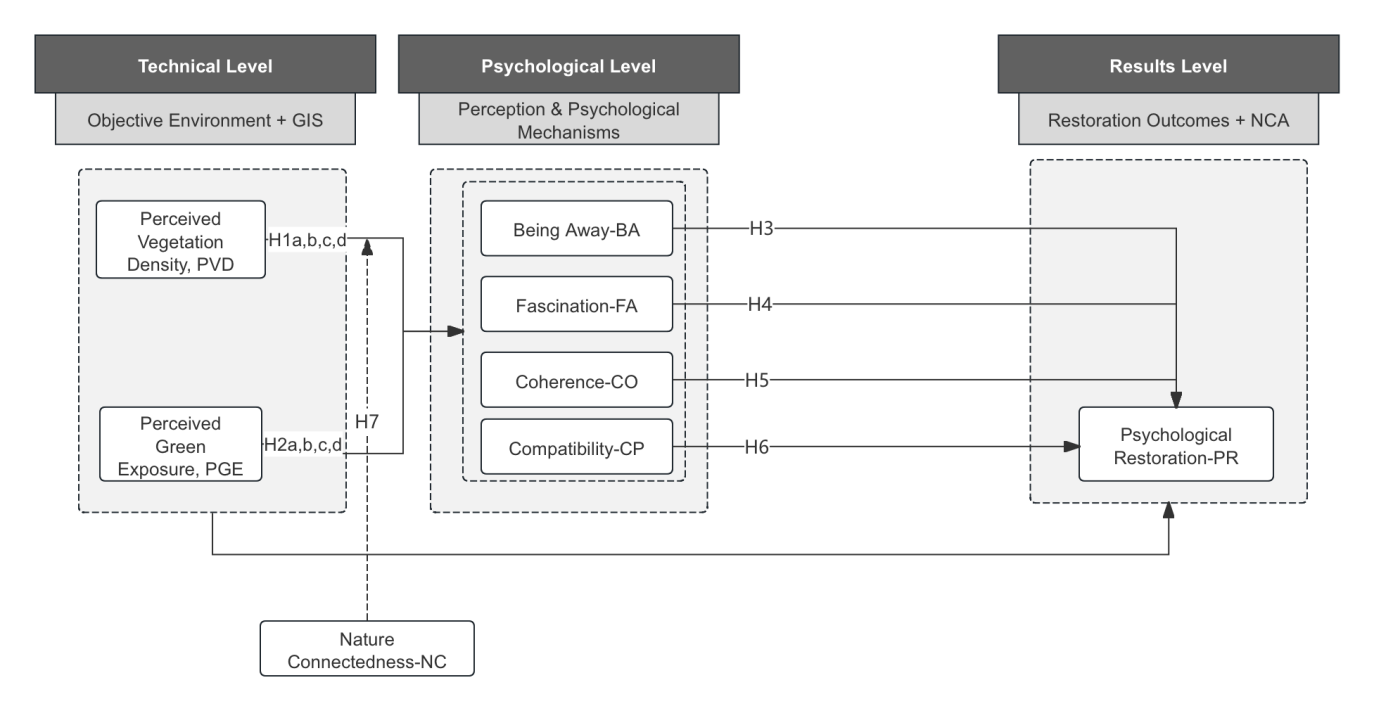 Technical Level
Psychological Level
Results Level
Objective Environment + GIS
Perception & Psychological
Mechanisms
Restoration Outcomes + NCA
Perceived
Vegetation
Density, PVD
H1a,b,c,d
Being Away-BA
H3
Fascination-FA
H4
Coherence-CO
H5
Perceived
Green
Exposure, PGE
H2a,b,c,d
H7
Compatibility-CP
H6
Psychological
Restoration-PR
Nature
Connectedness-NC